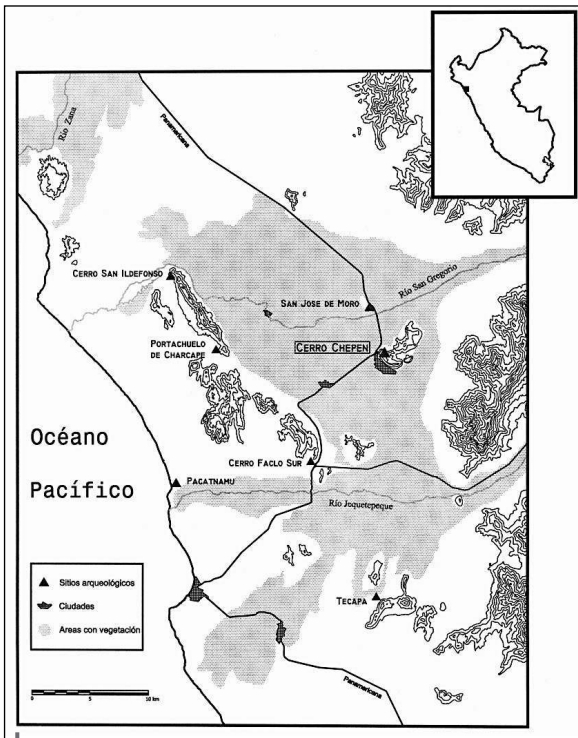 Río Zana
Panamericana
CERRO SAN ILDEFONSO
SAN JOSE DE MORO
Río San Gregorio
PORTACHUELO
DE CHARCAPE
CERRO CHEPEN
Océano
Pacífico
CERRO FACLO SUR
PACATNAMU
Río Jequetepeque
TECAPA
Sitios arqueológicos
Ciudades
Areas con vegetación
Panamericana
0 5 10 km